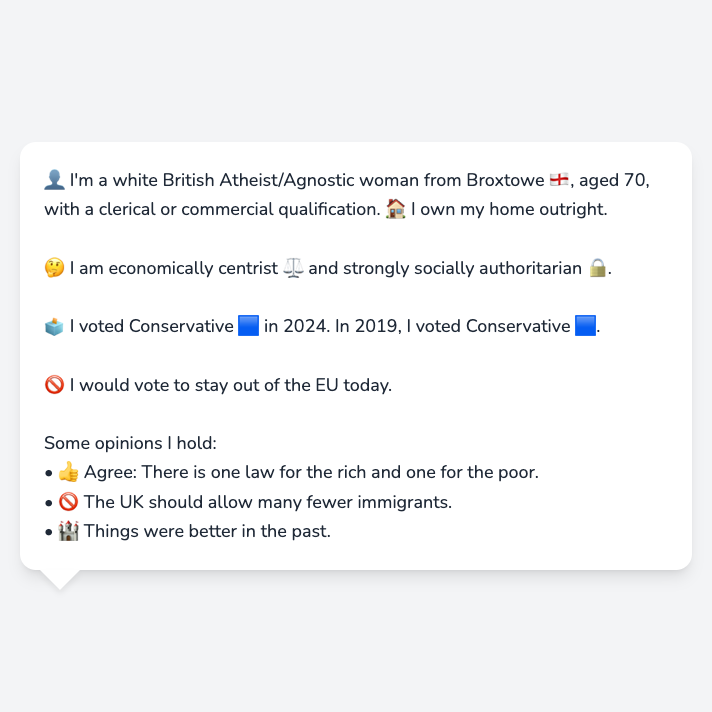 👤 I'm a white British Atheist/Agnostic woman from Broxtowe 🏴󠁧󠁢󠁥󠁮󠁧󠁿, aged 70,
with a clerical or commercial qualification. 🏠 I own my home outright.
🤔 I am economically centrist ⚖️ and strongly socially authoritarian 🔒.
🗳️ I voted Conservative 🟦 in 2024. In 2019, I voted Conservative 🟦.
🚫 I would vote to stay out of the EU today.
Some opinions I hold:
• 👍 Agree: There is one law for the rich and one for the poor.
• 🚫 The UK should allow many fewer immigrants.
• 🏰 Things were better in the past.